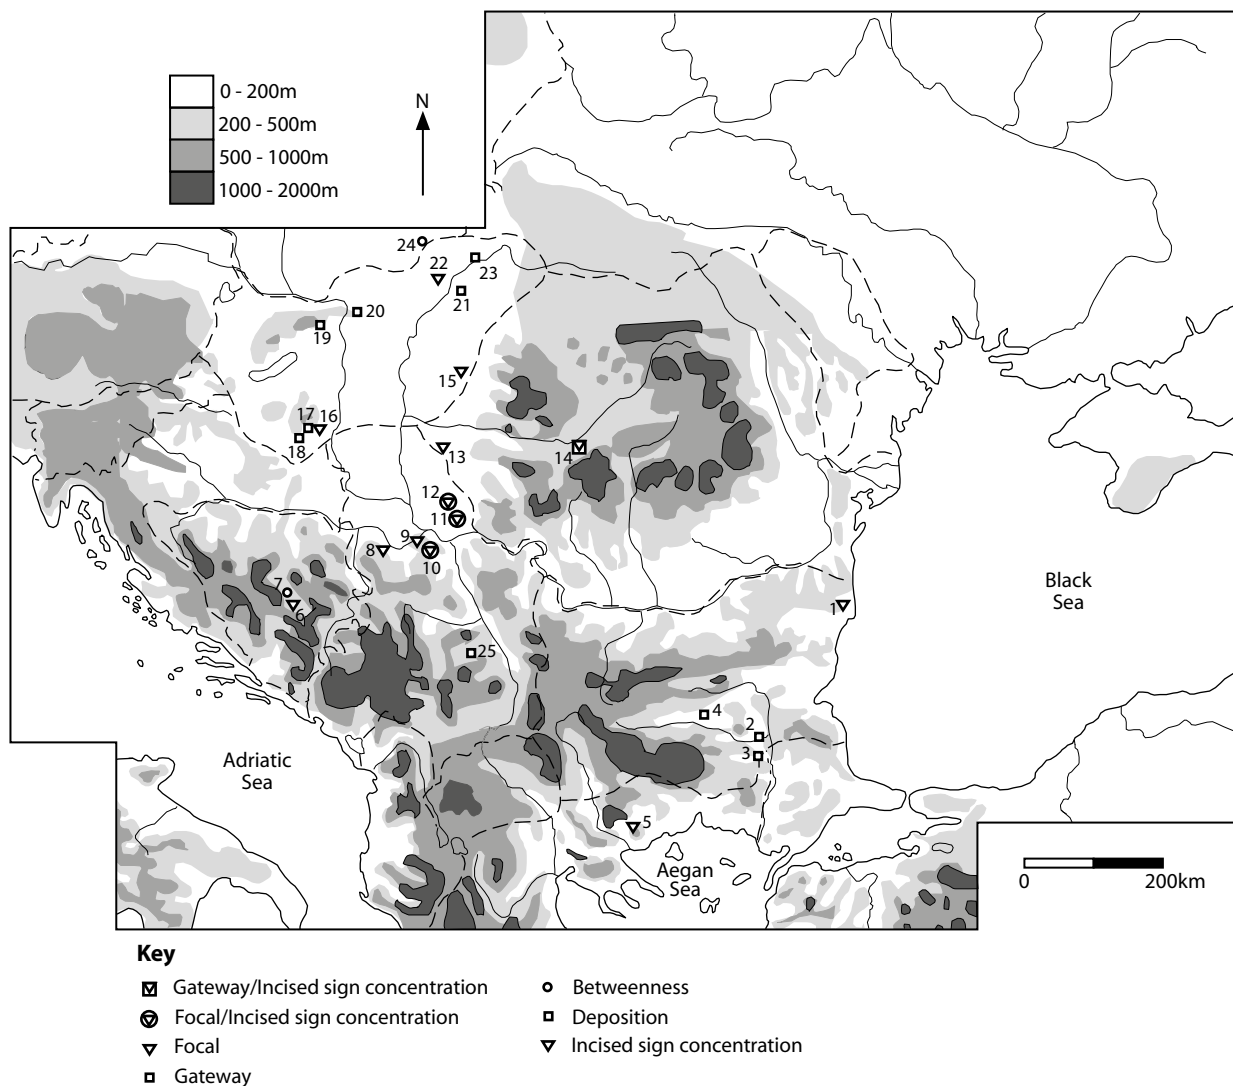 0 - 200m
200 - 500m
500 - 1000m
1000 - 2000m
N
24
22
23
21
20
19
15
17 16
18
13
14
12
11
9
8
10
7
6
1
25
4
2
3
5
Black
Sea
Adriatic
Sea
Aegan
Sea
0 200km
Key
Gateway/Incised sign concentration
Focal/Incised sign concentration
Focal
Gateway
Betweenness
Deposition
Incised sign concentration